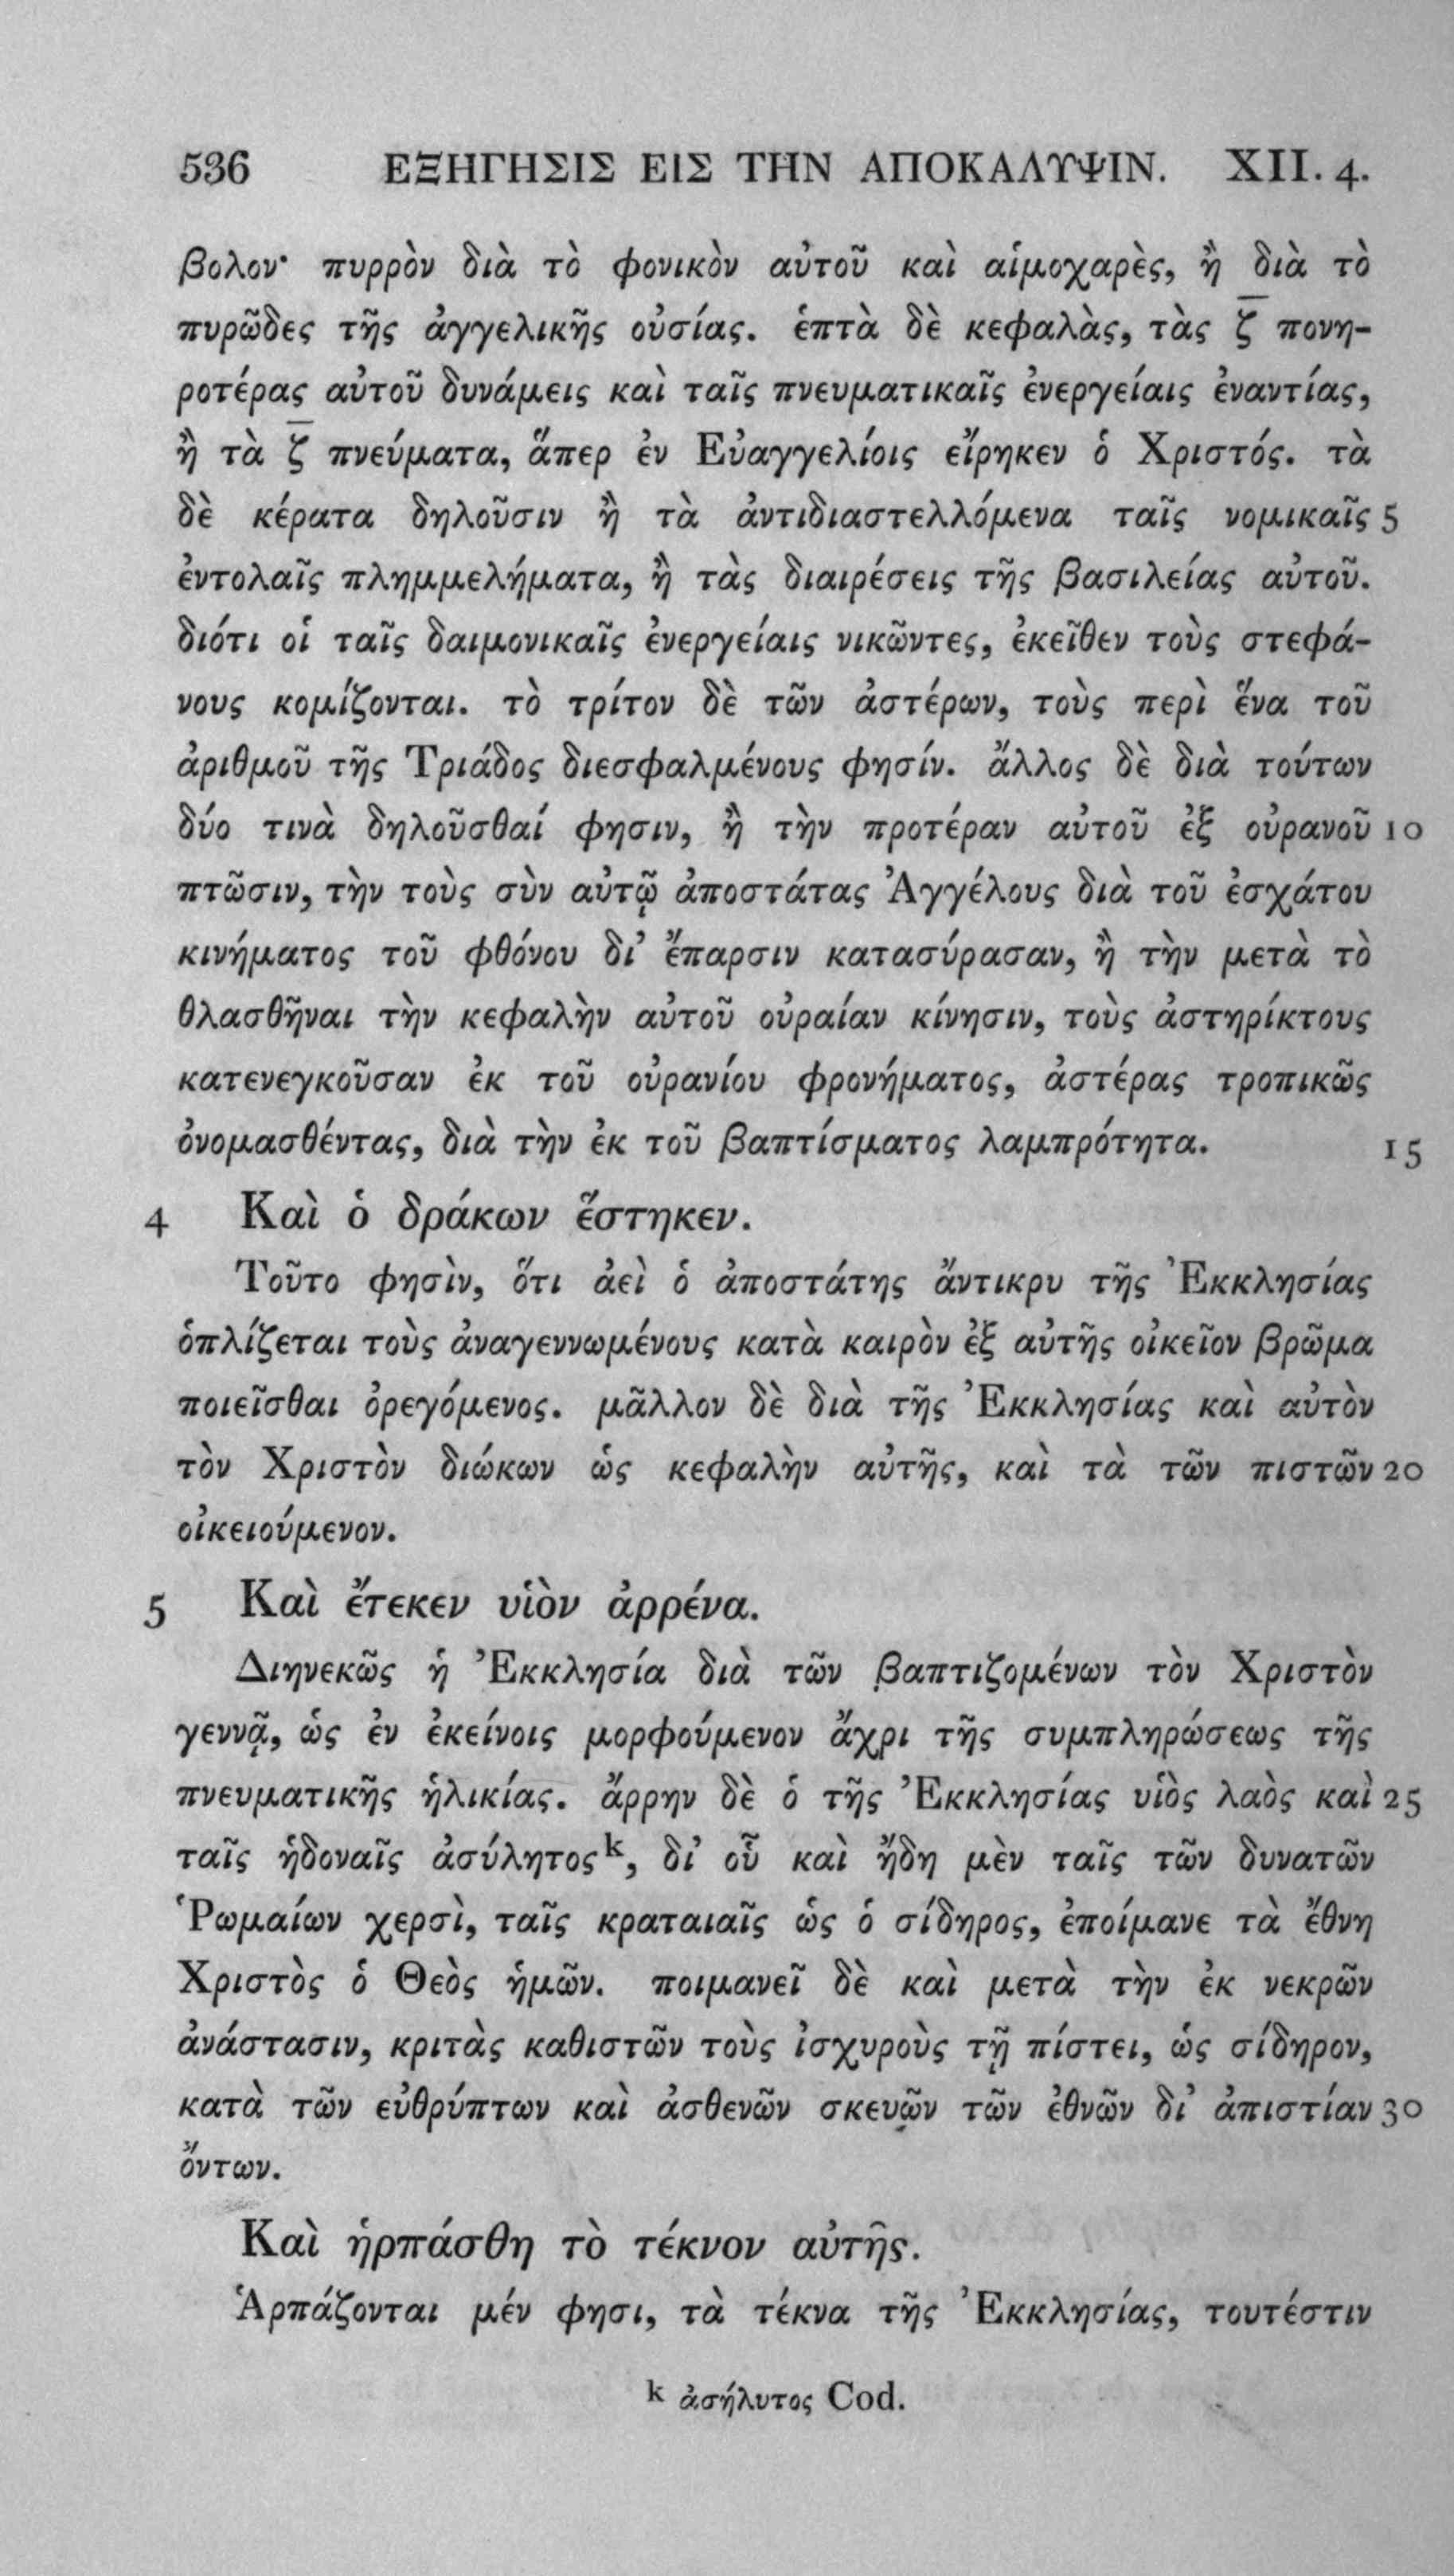 536 ΕΞΗΓΗΣΙΣ ΕΙΣ ΤΗΝ ΑΠΟΚΑΛΥΨΙΝ. XII. 4.
βολον· πυρρὸν διὰ τὸ φονικὸν αὐτοῦ καὶ αἱμοχαρὲς, ἢ διὰ τὸ
πυρῶδες τῆς ἀγγελικῆς οὐσίας. ἑπτὰ δὲ κεφαλὰς, τὰς ζ̅ πονη-
ροτέρας αὐτοῦ δυνάμεις καὶ ταῖς πνευματικαῖς ἐνεργείαις ἐναντίας,
ἢ τὰ ζ̅ πνεύματα, ἅπερ ἐν Εὐαγγελίοις εἴρηκεν ὁ Χριστός. τὰ
δὲ κέρατα δηλοῦσιν ἢ τὰ ἀντιδιαστελλόμενα ταῖς νομικαῖς 5
ἐντολαῖς πλημμελήματα, ἢ τὰς διαιρέσεις τῆς βασιλείας αὐτοῦ.
διότι οἱ ταῖς δαιμονικαῖς ἐνεργείαις νικῶντες, ἐκεῖθεν τοὺς στεφά-
νους κομίζονται. τὸ τρίτον δὲ τῶν ἀστέρων, τοὺς περὶ ἕνα τοῦ
ἀριθμοῦ τῆς Τριάδος διεσφαλμένους φησίν. ἄλλος δὲ διὰ τούτων
δύο τινὰ δηλοῦσθαί φησιν, ἢ τὴν προτέραν αὐτοῦ ἐξ οὐρανοῦ 10
πτῶσιν, τὴν τοὺς σὺν αὐτῷ ἀποστάτας Ἀγγέλους διὰ τοῦ ἐσχάτου
κινήματος τοῦ φθόνου δι’ ἔπαρσιν κατασύρασαν, ἢ τὴν μετὰ τὸ
θλασθῆναι τὴν κεφαλὴν αὐτοῦ οὐραίαν κίνησιν, τοὺς ἀστηρίκτους
κατενεγκοῦσαν ἐκ τοῦ οὐρανίου φρονήματος, ἀστέρας τροπικῶς
ὀνομασθέντας, διὰ τὴν ἐκ τοῦ βαπτίσματος λαμπρότητα. 15
4 Καὶ ὁ δράκων ἕστηκεν.
Τοῦτο φησὶν, ὅτι ἀεὶ ὁ ἀποστάτης ἄντικρυ τῆς Ἐκκλησίας
ὁπλίζεται τοὺς ἀναγεννωμένους κατὰ καιρὸν ἐξ αὐτῆς οἰκεῖον βρῶμα
ποιεῖσθαι ὀρεγόμενος. μᾶλλον δὲ διὰ τῆς Ἐκκλησίας καὶ αὐτὸν
τὸν Χριστὸν διώκων ὡς κεφαλὴν αὐτῆς, καὶ τὰ τῶν πιστῶν 20
οἰκειούμενον.
5 Καὶ ἔτεκεν υἱὸν ἀρρένα.
Διηνεκῶς ἡ Ἐκκλησία διὰ τῶν βαπτιζομένων τὸν Χριστὸν
γεννᾷ, ὡς ἐν ἐκείνοις μορφούμενον ἄχρι τῆς συμπληρώσεως τῆς
πνευματικῆς ἡλικίας. ἄρρην δὲ ὁ τῆς Ἐκκλησίας υἱὸς λαὸς καὶ 25
ταῖς ἡδοναῖς ἀσύλητος k, δι’ οὗ καὶ ἤδη μὲν ταῖς τῶν δυνατῶν
Ῥωμαίων χερσὶ, ταῖς κραταιαῖς ὡς ὁ σίδηρος, ἐποίμανε τὰ ἔθνη
Χριστὸς ὁ Θεὸς ἡμῶν. ποιμανεῖ δὲ καὶ μετὰ τὴν ἐκ νεκρῶν
ἀνάστασιν, κριτὰς καθιστῶν τοὺς ἰσχυροὺς τῇ πίστει, ὡς σίδηρον,
κατὰ τῶν εὐθρύπτων καὶ ἀσθενῶν σκευῶν τῶν ἐθνῶν δι’ ἀπιστίαν 30
ὄντων.
Καὶ ἡρπάσθη τὸ τέκνον αὐτῆς.
Ἁρπάζονται μέν φησι, τὰ τέκνα τῆς Ἐκκλησίας, τουτέστιν
k ἀσήλυτος Cod.